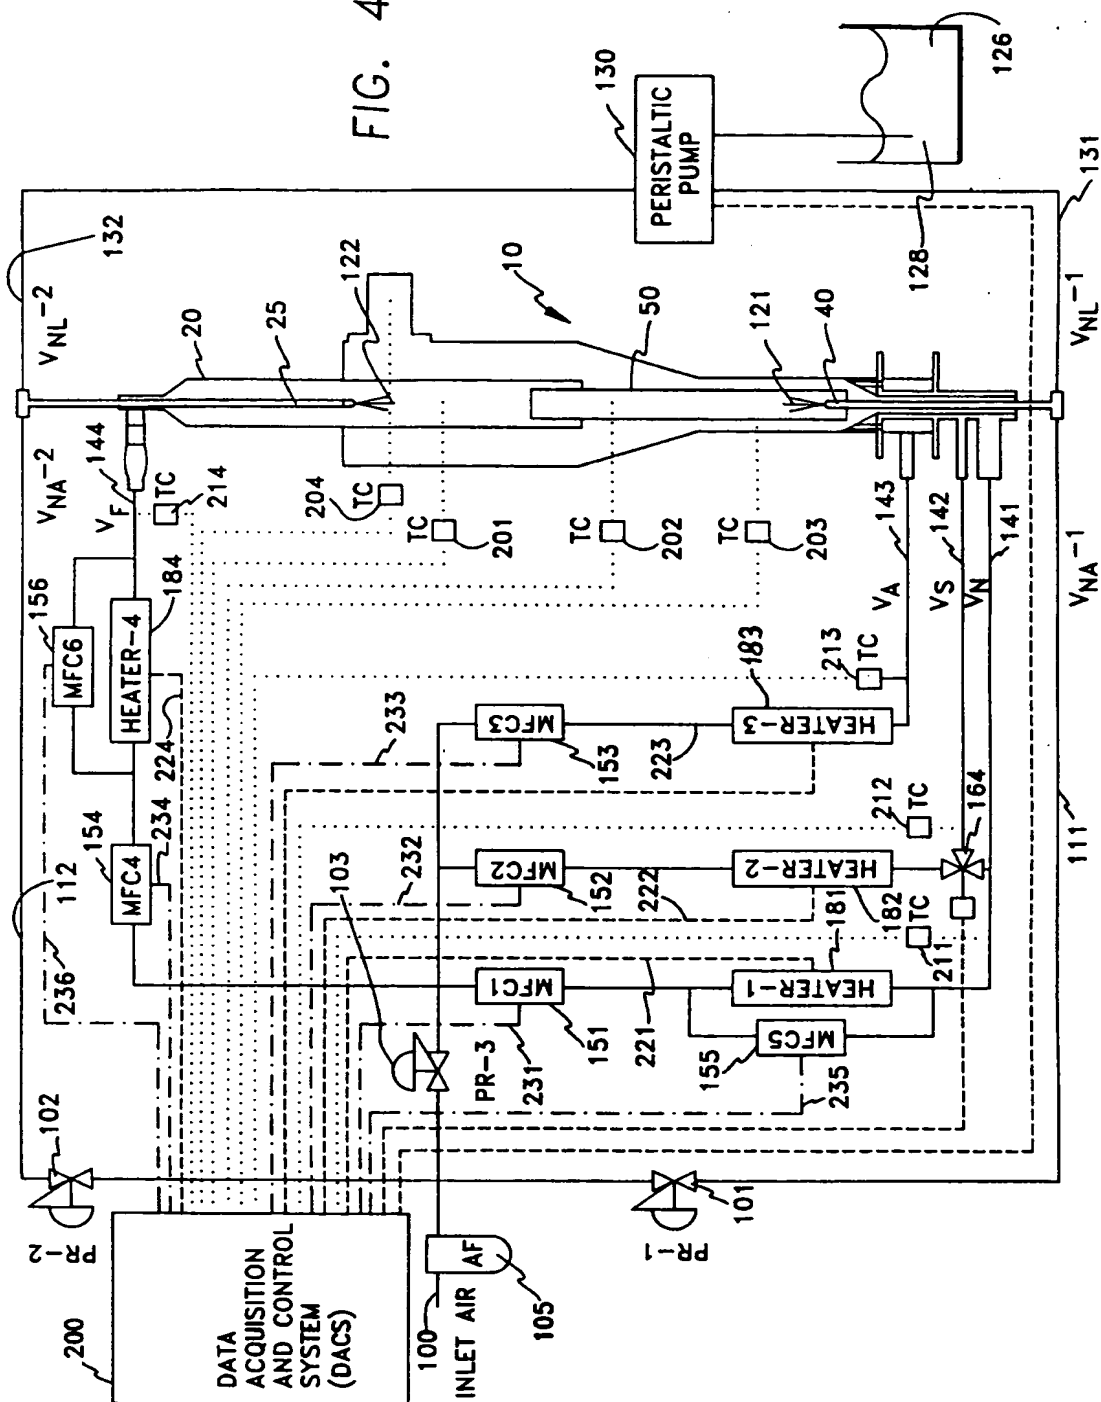 FIG. 4
200
DATA
ACQUISITION
AND CONTROL
SYSTEM
(DACS)
100
INLET AIR
AF
105
PR-2
102
PR-1
101
PR-3
103
112
132
236
154
MFC4
234
156
MFC6
HEATER-4
184
224
VF
144
TC
214
VNA-2
VNL-2
20
25
122
10
50
121
40
130
PERISTALTIC
PUMP
126
128
131
VNL-1
VNA-1
111
TC
204
TC
201
TC
202
TC
203
VA
143
VS
142
VN
141
233
MFC3
153
223
183
HEATER-3
213
TC
232
MFC2
152
222
HEATER-2
182
212
TC
164
231
MFC1
151
221
181
HEATER-1
TC
211
155
MFC5
235